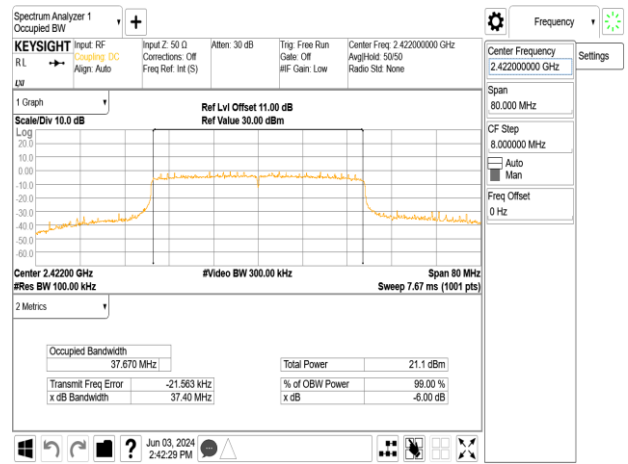 Spectrum Analyzer 1
Occupied BW
Frequency
KEYSIGHT
R L
LXI
Input: RF
Coupling: DC
Align: Auto
Input Z: 50 Ω
Corrections: Off
Freq Ref: Int (S)
Atten: 30 dB
Trig: Free Run
Gate: Off
#IF Gain: Low
Center Freq: 2.422000000 GHz
Avg|Hold: 50/50
Radio Std: None
Center Frequency
2.422000000 GHz
Settings
Span
80.000 MHz
CF Step
8.000000 MHz
Auto
Man
Freq Offset
0 Hz
1 Graph
Scale/Div 10.0 dB
Ref Lvl Offset 11.00 dB
Ref Value 30.00 dBm
Log
20.0
10.0
0.00
-10.0
-20.0
-30.0
-40.0
-50.0
-60.0
Center 2.42200 GHz
#Res BW 100.00 kHz
#Video BW 300.00 kHz
Span 80 MHz
Sweep 7.67 ms (1001 pts)
2 Metrics
Occupied Bandwidth
37.670 MHz
Transmit Freq Error -21.563 kHz
x dB Bandwidth 37.40 MHz
Total Power 21.1 dBm
% of OBW Power 99.00 %
x dB -6.00 dB
?
Jun 03, 2024
2:42:29 PM